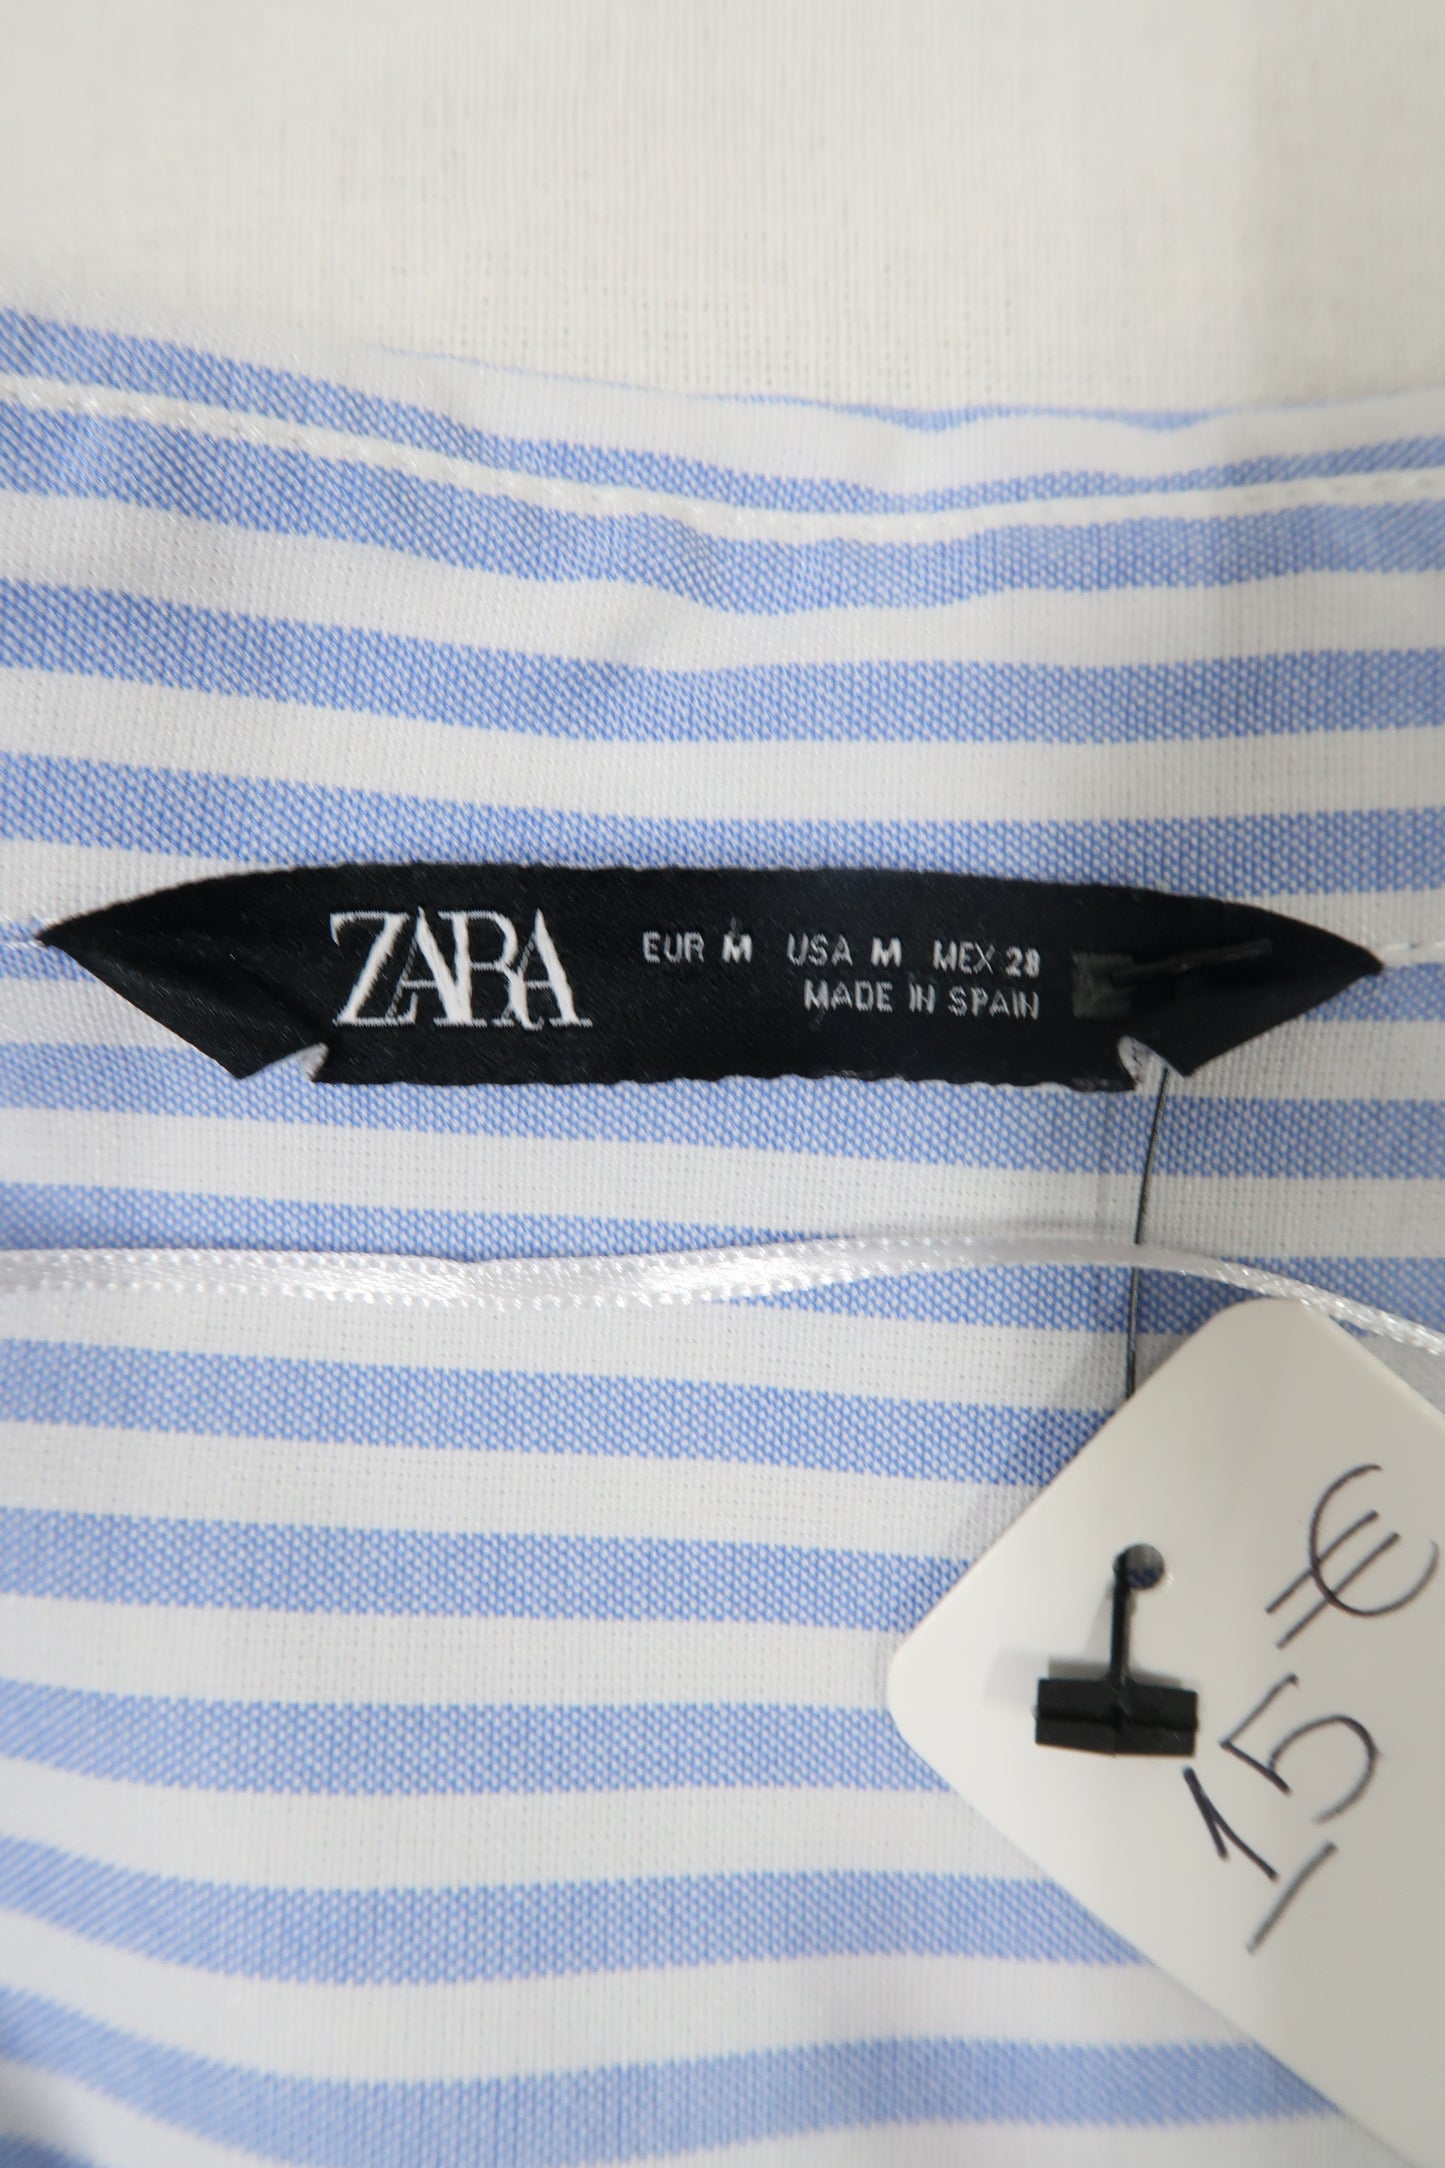 ZARA
EUR M USA M MEX 28
MADE IN SPAIN
15 €